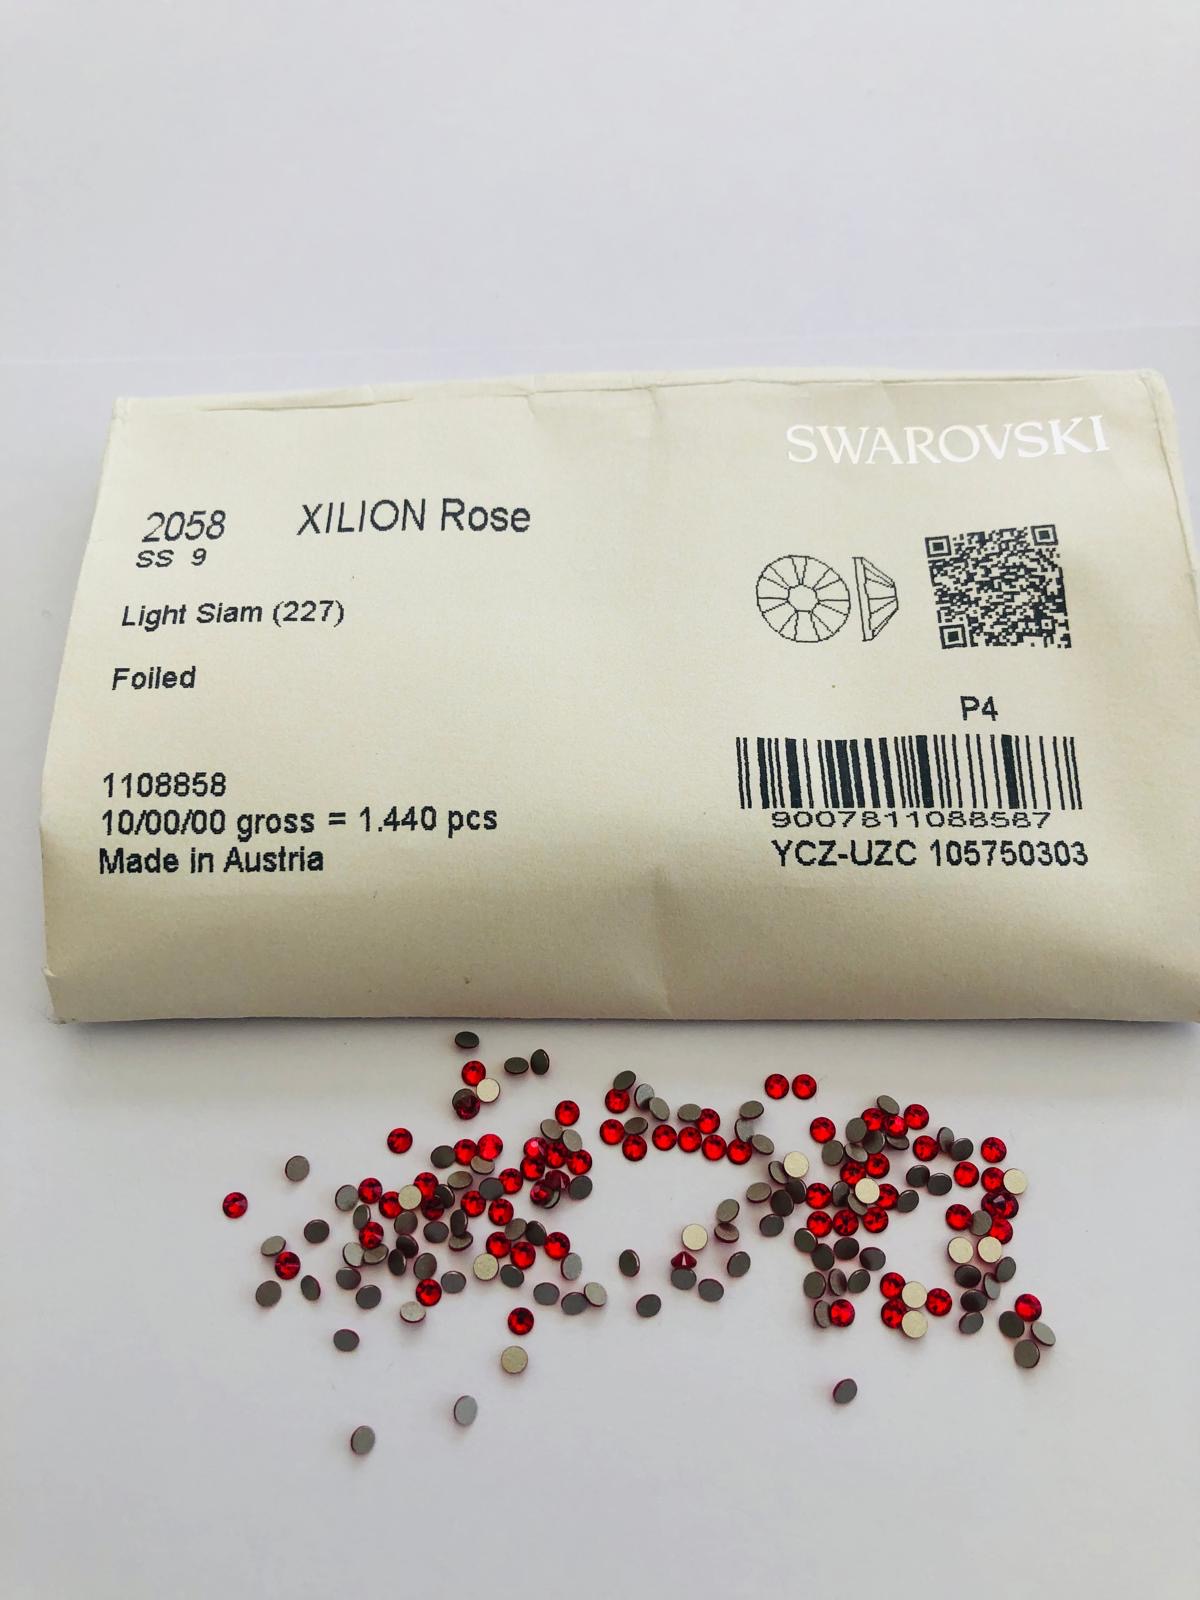 SWAROVSKI
2058 XILION Rose
SS 9
Light Siam (227)
Foiled
P4
1108858
10/00/00 gross = 1.440 pcs
Made in Austria
9007811088587
YCZ-UZC 105750303